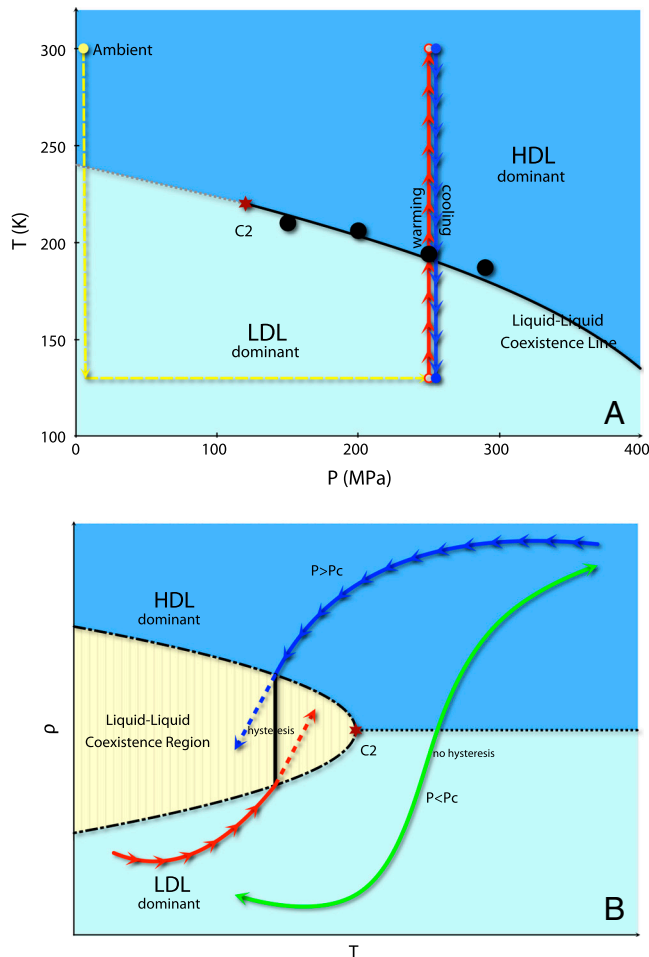 300
Ambient
250
HDL
dominant
warming
cooling
T (K)
200
C2
150
LDL
dominant
Liquid-Liquid
Coexistence Line
100
A
0
100
200
300
400
P (MPa)
P>Pc
HDL
dominant
ρ
Liquid-Liquid
Coexistence Region
hysteresis
C2
no hysteresis
P<Pc
LDL
dominant
B
T